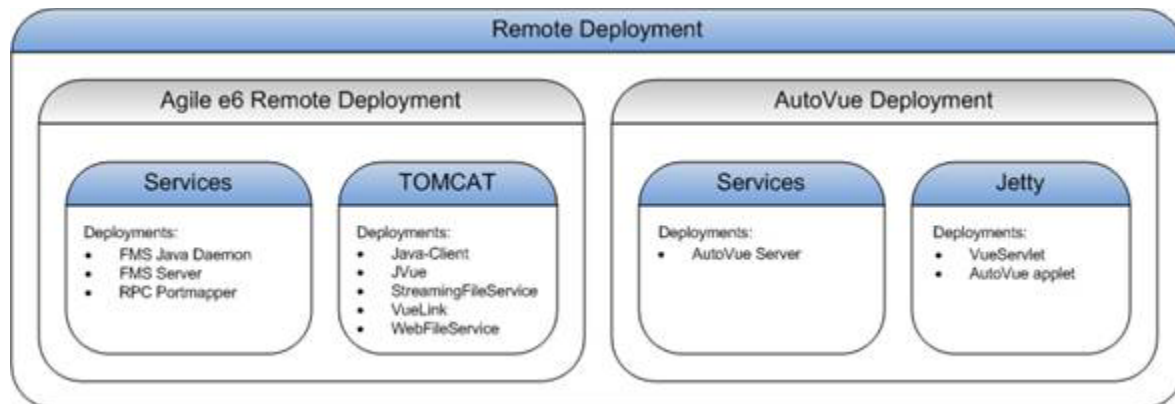 Remote Deployment
Agile e6 Remote Deployment
Services
Deployments:
• FMS Java Daemon
• FMS Server
• RPC Portmapper
TOMCAT
Deployments:
• Java-Client
• JVue
• StreamingFileService
• VueLink
• WebFileService
AutoVue Deployment
Services
Deployments:
• AutoVue Server
Jetty
Deployments:
• VueServlet
• AutoVue applet